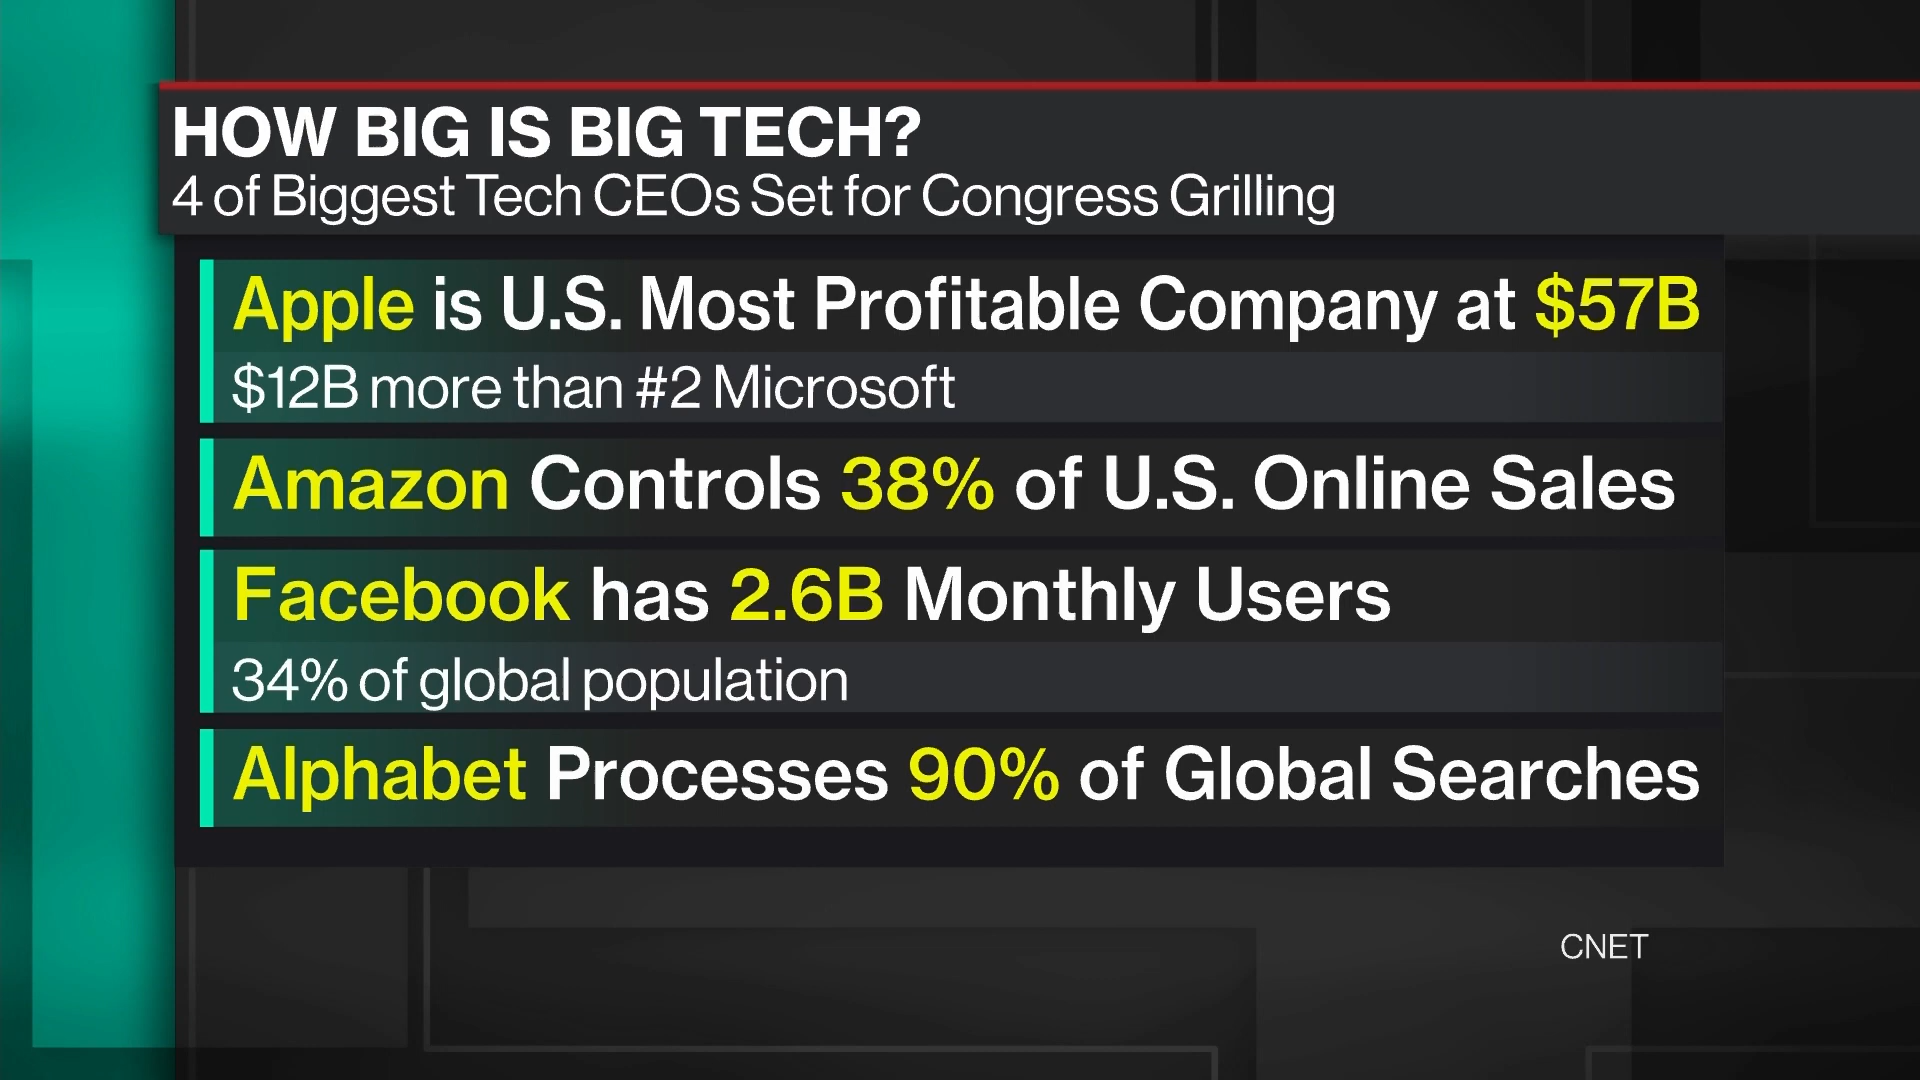 HOW BIG IS BIG TECH?
4 of Biggest Tech CEOs Set for Congress Grilling
Apple is U.S. Most Profitable Company at $57B
$12B more than #2 Microsoft
Amazon Controls 38% of U.S. Online Sales
Facebook has 2.6B Monthly Users
34% of global population
Alphabet Processes 90% of Global Searches
CNET